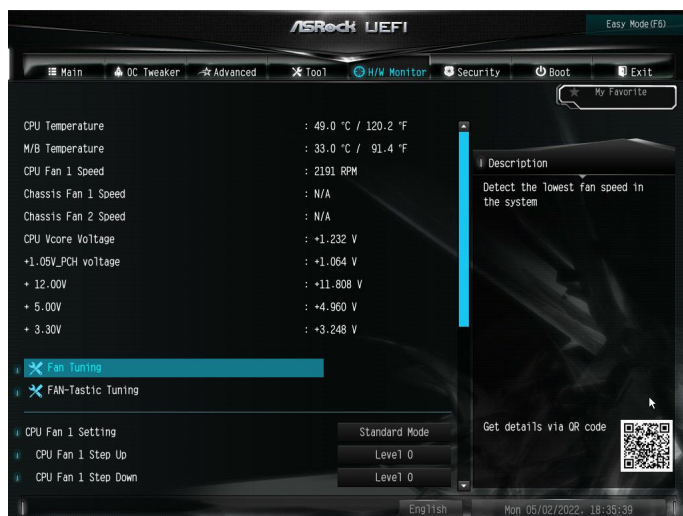 ASRock UEFI
Easy Mode(F6)
Main
OC Tweaker
Advanced
Tool
H/W Monitor
Security
Boot
Exit
My Favorite
CPU Temperature : 49.0 °C / 120.2 °F
M/B Temperature : 33.0 °C / 91.4 °F
CPU Fan 1 Speed : 2191 RPM
Chassis Fan 1 Speed : N/A
Chassis Fan 2 Speed : N/A
CPU Vcore Voltage : +1.232 V
+1.05V_PCH voltage : +1.064 V
+ 12.00V : +11.808 V
+ 5.00V : +4.960 V
+ 3.30V : +3.248 V
Fan Tuning
FAN-Tastic Tuning
CPU Fan 1 Setting Standard Mode
CPU Fan 1 Step Up Level 0
CPU Fan 1 Step Down Level 0
Description
Detect the lowest fan speed in
the system
Get details via QR code
English
Mon 05/02/2022. 18:35:39